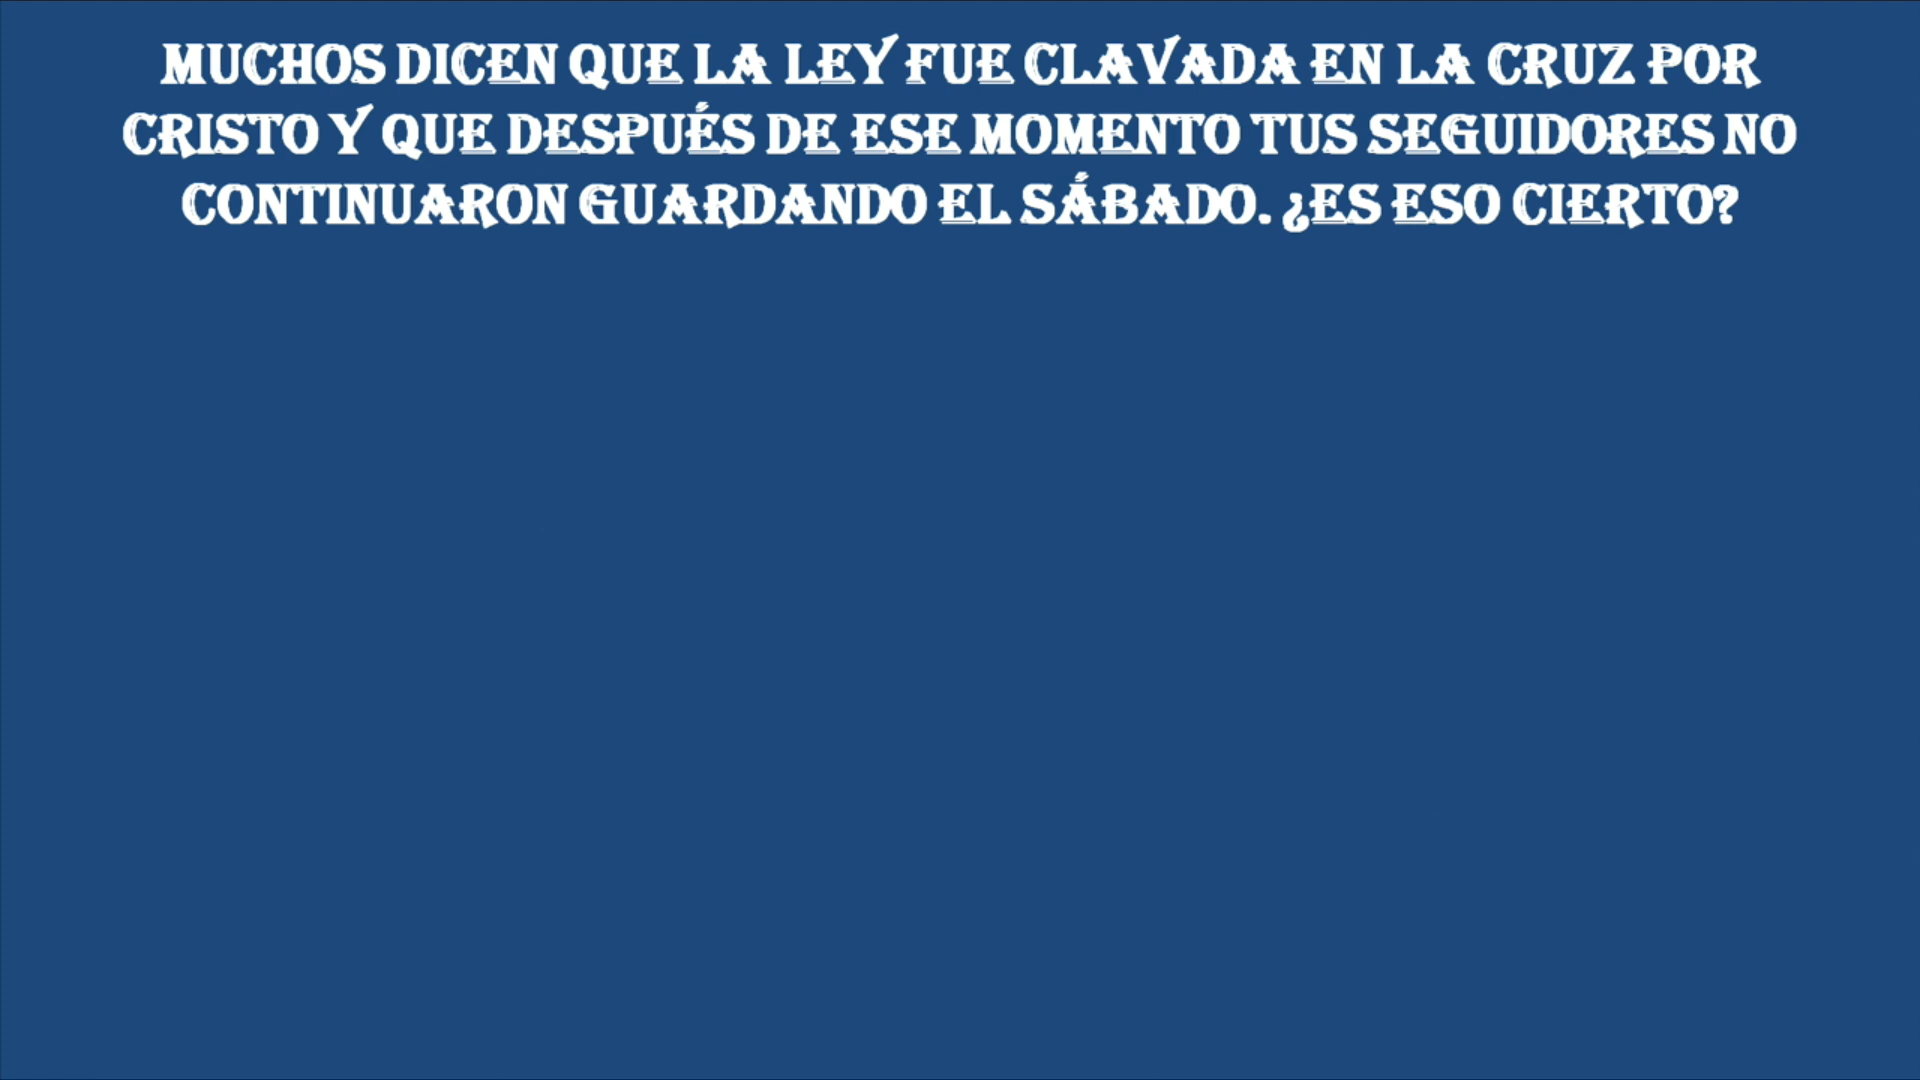 MUCHOS DICEN QUE LA LEY FUE CLAVADA EN LA CRUZ POR
CRISTO Y QUE DESPUÉS DE ESE MOMENTO TUS SEGUIDORES NO
CONTINUARON GUARDANDO EL SÁBADO. ¿ES ESO CIERTO?